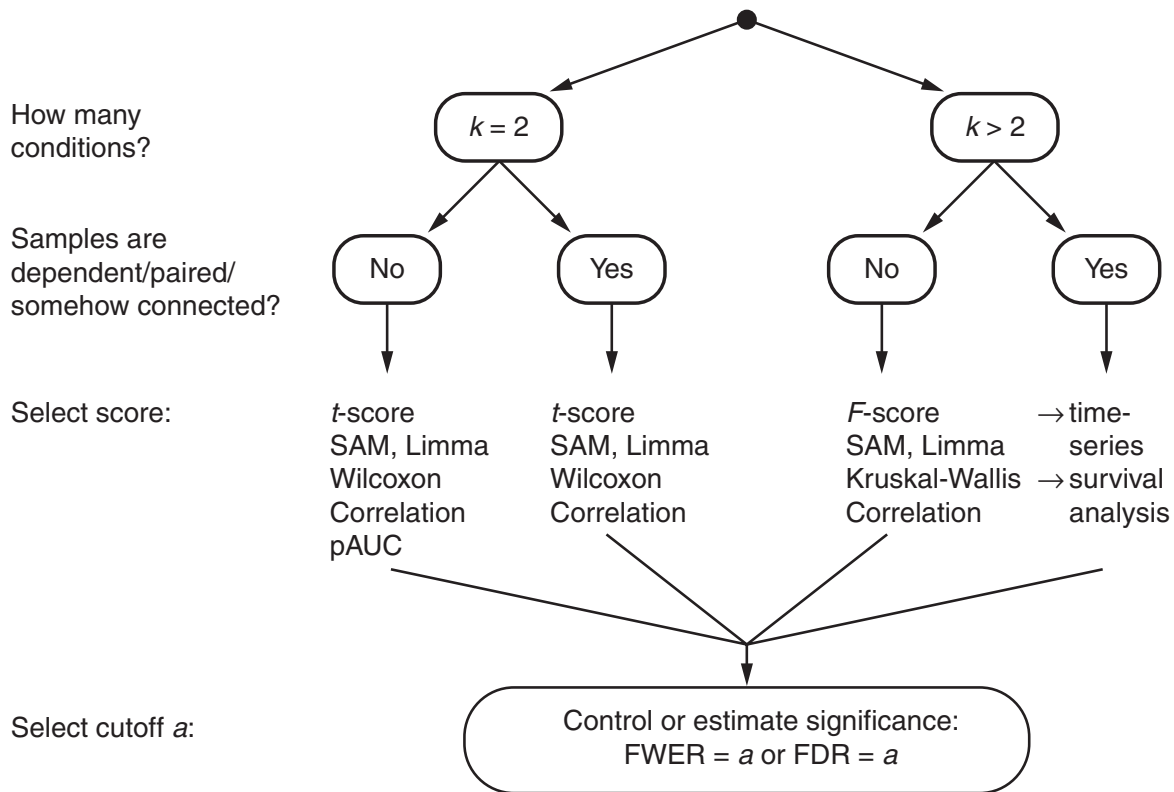 How many
conditions?
k = 2
k > 2
Samples are
dependent/paired/
somehow connected?
No
Yes
No
Yes
Select score:
t-score
SAM, Limma
Wilcoxon
Correlation
pAUC
t-score
SAM, Limma
Wilcoxon
Correlation
F-score
SAM, Limma
Kruskal-Wallis
Correlation
→ time-
series
→ survival
analysis
Select cutoff a:
Control or estimate significance:
FWER = a or FDR = a